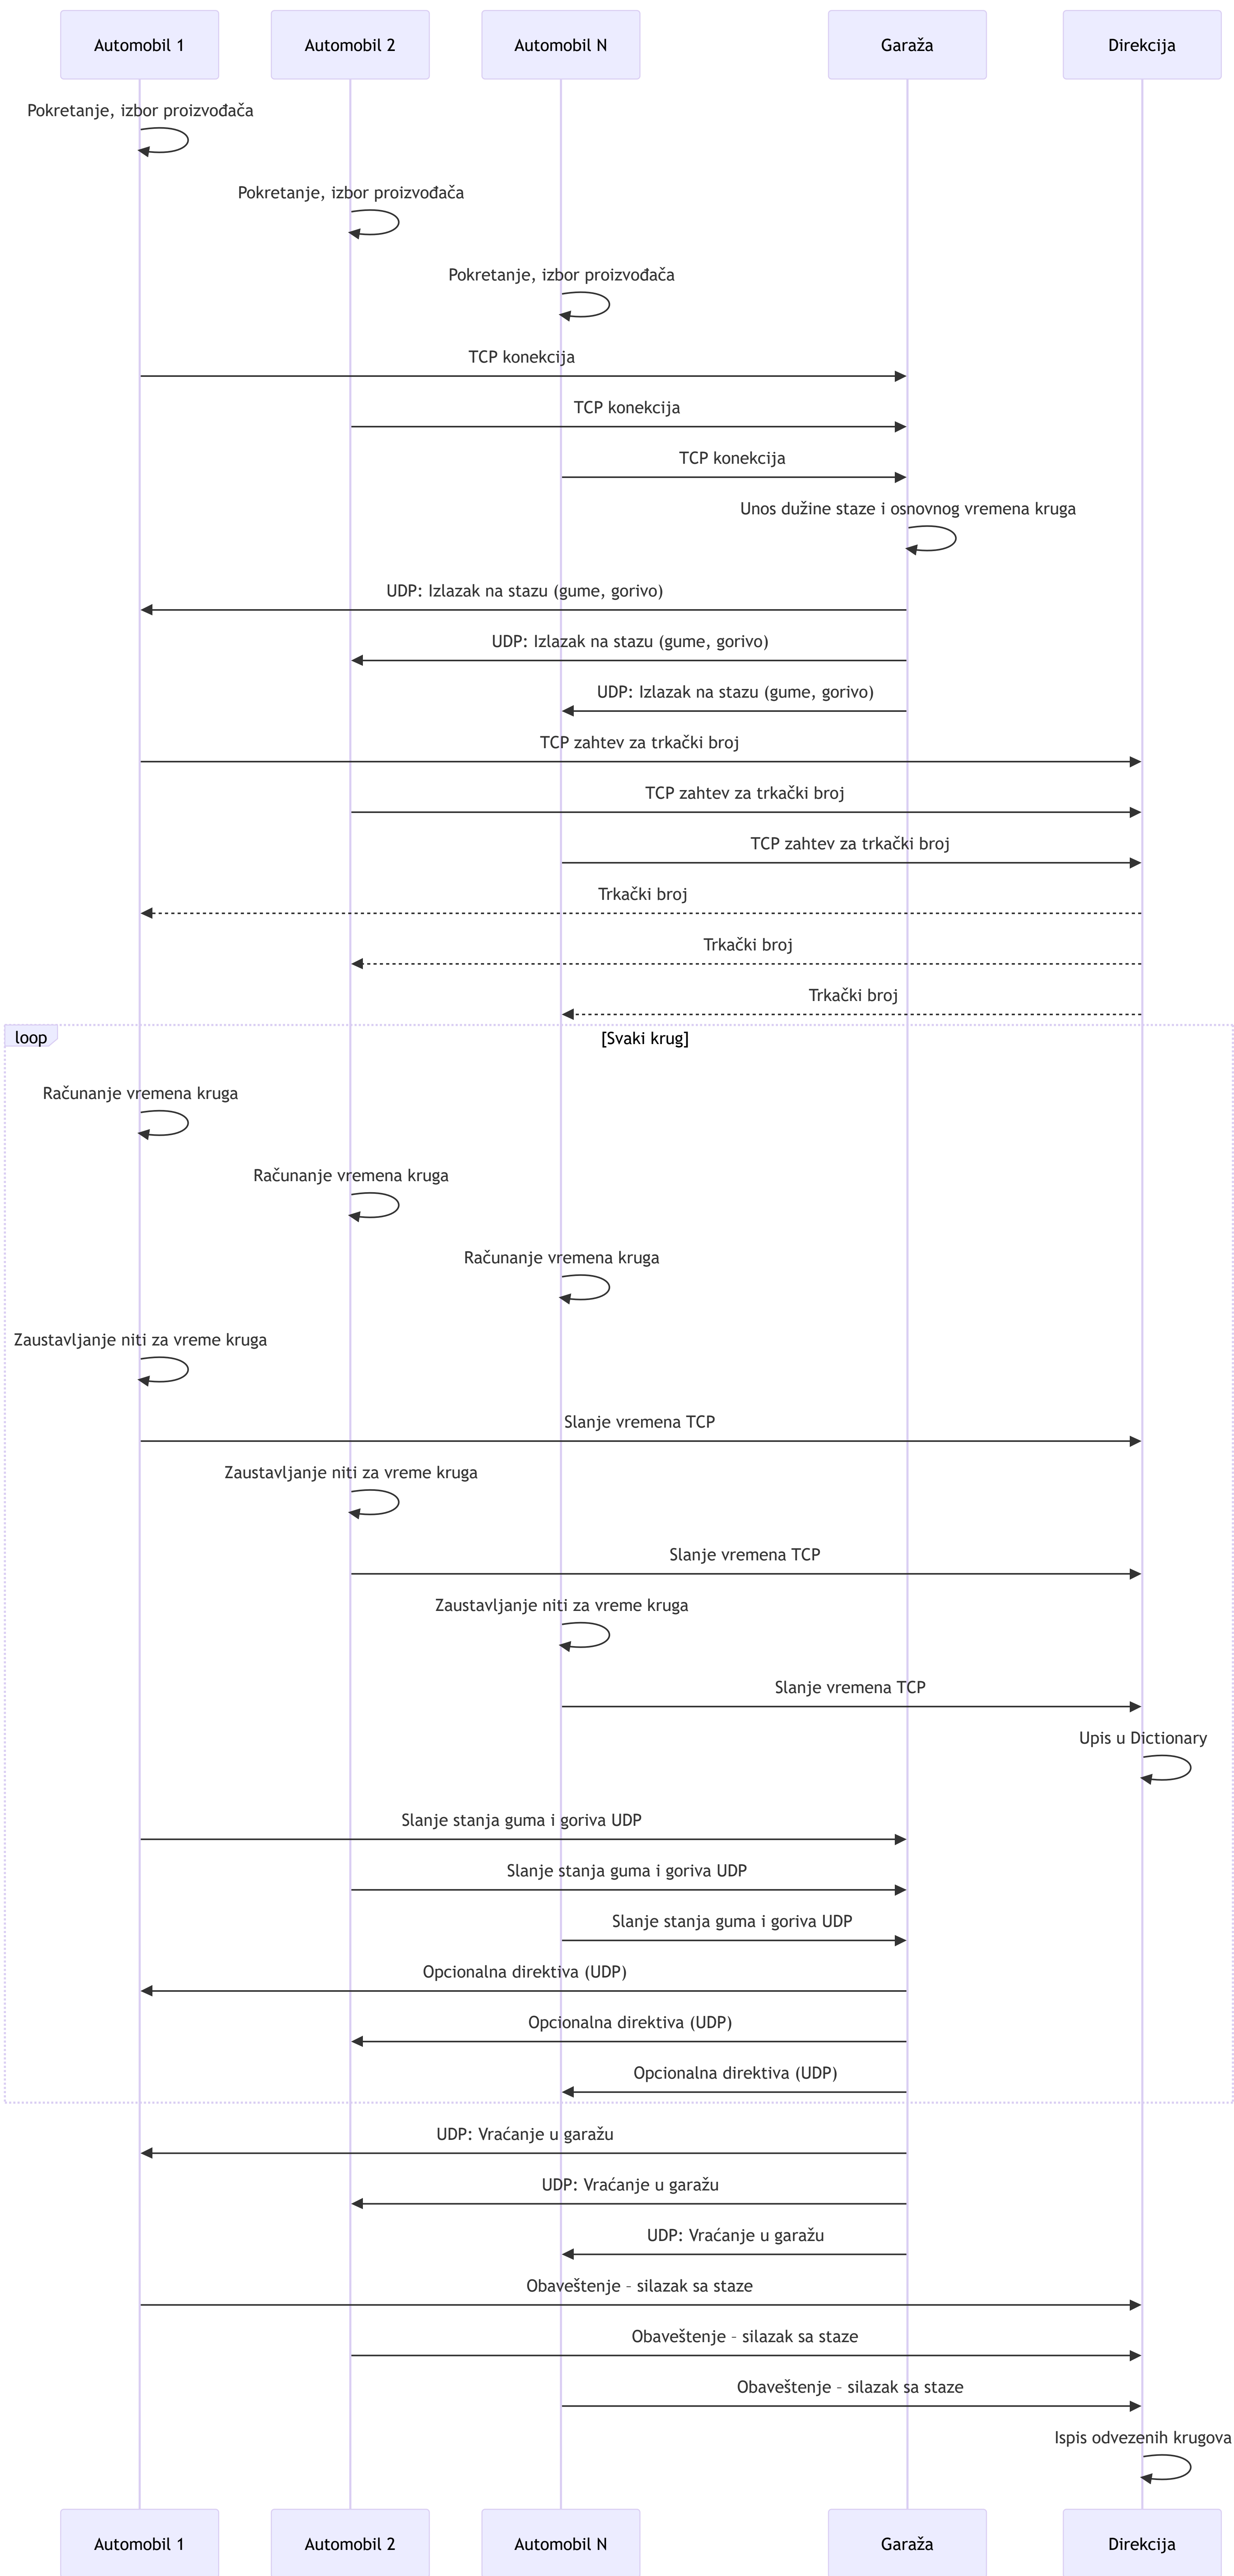 Automobil 1
Automobil 2
Automobil N
Garaža
Direkcija
Pokretanje, izbor proizvođača
Pokretanje, izbor proizvođača
Pokretanje, izbor proizvođača
TCP konekcija
TCP konekcija
TCP konekcija
Unos dužine staze i osnovnog vremena kruga
UDP: Izlazak na stazu (gume, gorivo)
UDP: Izlazak na stazu (gume, gorivo)
UDP: Izlazak na stazu (gume, gorivo)
TCP zahtev za trkački broj
TCP zahtev za trkački broj
TCP zahtev za trkački broj
Trkački broj
Trkački broj
Trkački broj
loop
[Svaki krug]
Računanje vremena kruga
Računanje vremena kruga
Računanje vremena kruga
Zaustavljanje niti za vreme kruga
Slanje vremena TCP
Zaustavljanje niti za vreme kruga
Slanje vremena TCP
Zaustavljanje niti za vreme kruga
Slanje vremena TCP
Upis u Dictionary
Slanje stanja guma i goriva UDP
Slanje stanja guma i goriva UDP
Slanje stanja guma i goriva UDP
Opcionalna direktiva (UDP)
Opcionalna direktiva (UDP)
Opcionalna direktiva (UDP)
UDP: Vraćanje u garažu
UDP: Vraćanje u garažu
UDP: Vraćanje u garažu
Obaveštenje – silazak sa staze
Obaveštenje – silazak sa staze
Obaveštenje – silazak sa staze
Ispis odvezenih krugova
Automobil 1
Automobil 2
Automobil N
Garaža
Direkcija